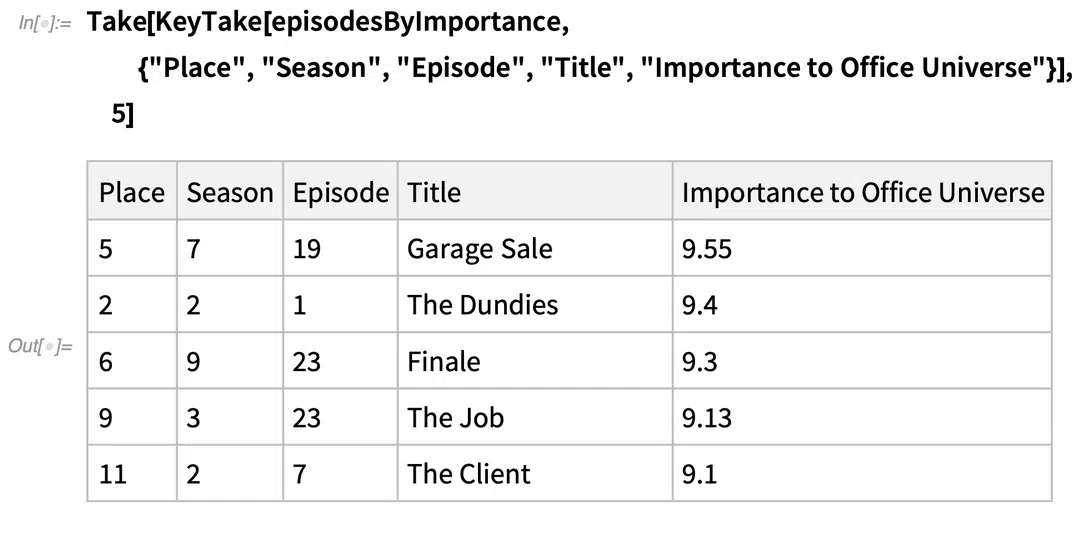 In[•]:= Take[KeyTake[episodesByImportance,
{"Place", "Season", "Episode", "Title", "Importance to Office Universe"}],
5]
Place Season Episode Title Importance to Office Universe
5 7 19 Garage Sale 9.55
2 2 1 The Dundies 9.4
Out[•]= 6 9 23 Finale 9.3
9 3 23 The Job 9.13
11 2 7 The Client 9.1